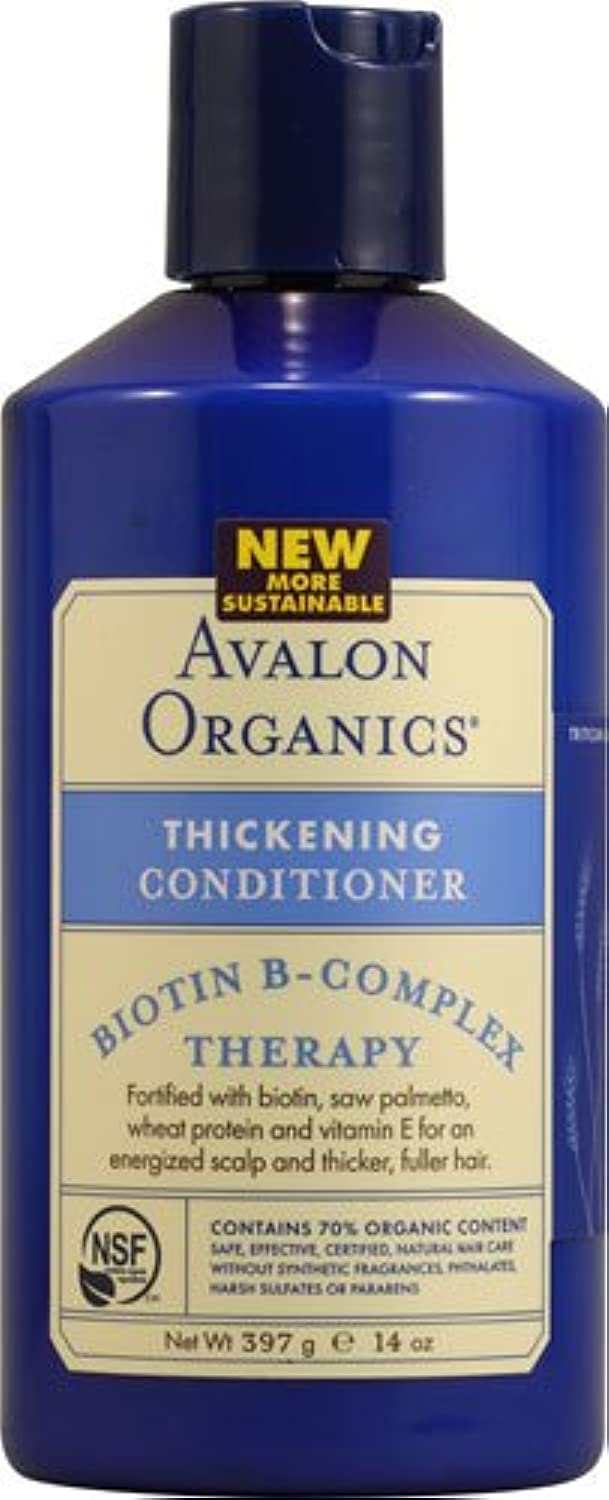 NEW
MORE
SUSTAINABLE
AVALON
ORGANICS®
THICKENING
CONDITIONER
BIOTIN B-COMPLEX
THERAPY
Fortified with biotin, saw palmetto,
wheat protein and vitamin E for an
energized scalp and thicker, fuller hair.
NSF
CONTAINS 70% ORGANIC CONTENT
SAFE, EFFECTIVE, CERTIFIED, NATURAL HAIR CARE
WITHOUT SYNTHETIC FRAGRANCES, PHTHALATES,
HARSH SULFATES OR PARABENS
Net Wt 397 g ℮ 14 oz